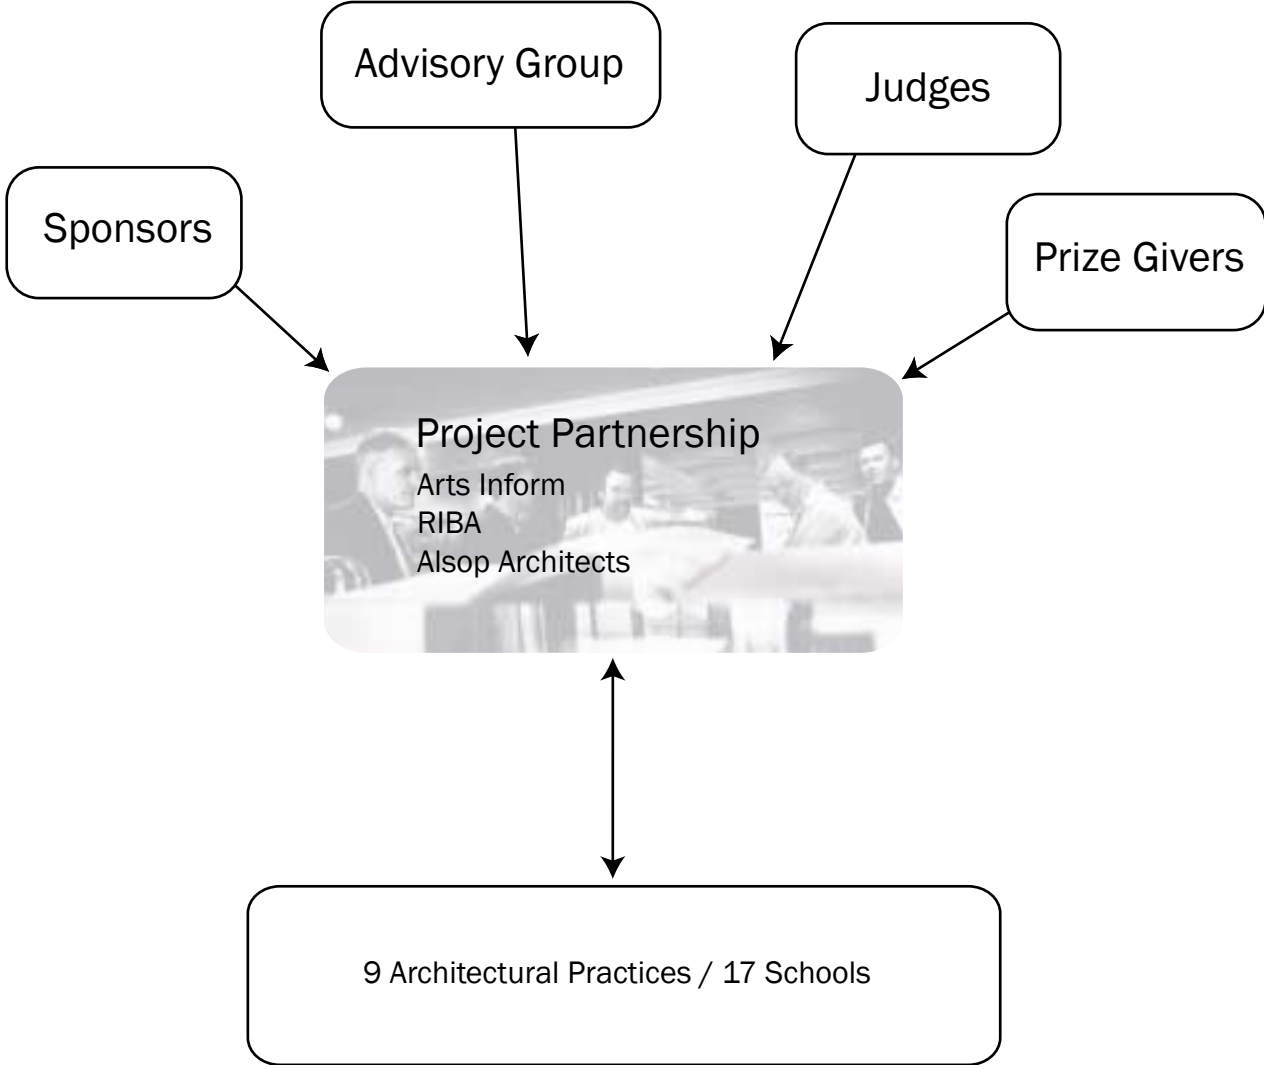 Advisory Group
Judges
Sponsors
Prize Givers
Project Partnership
Arts Inform
RIBA
Alsop Architects
9 Architectural Practices / 17 Schools